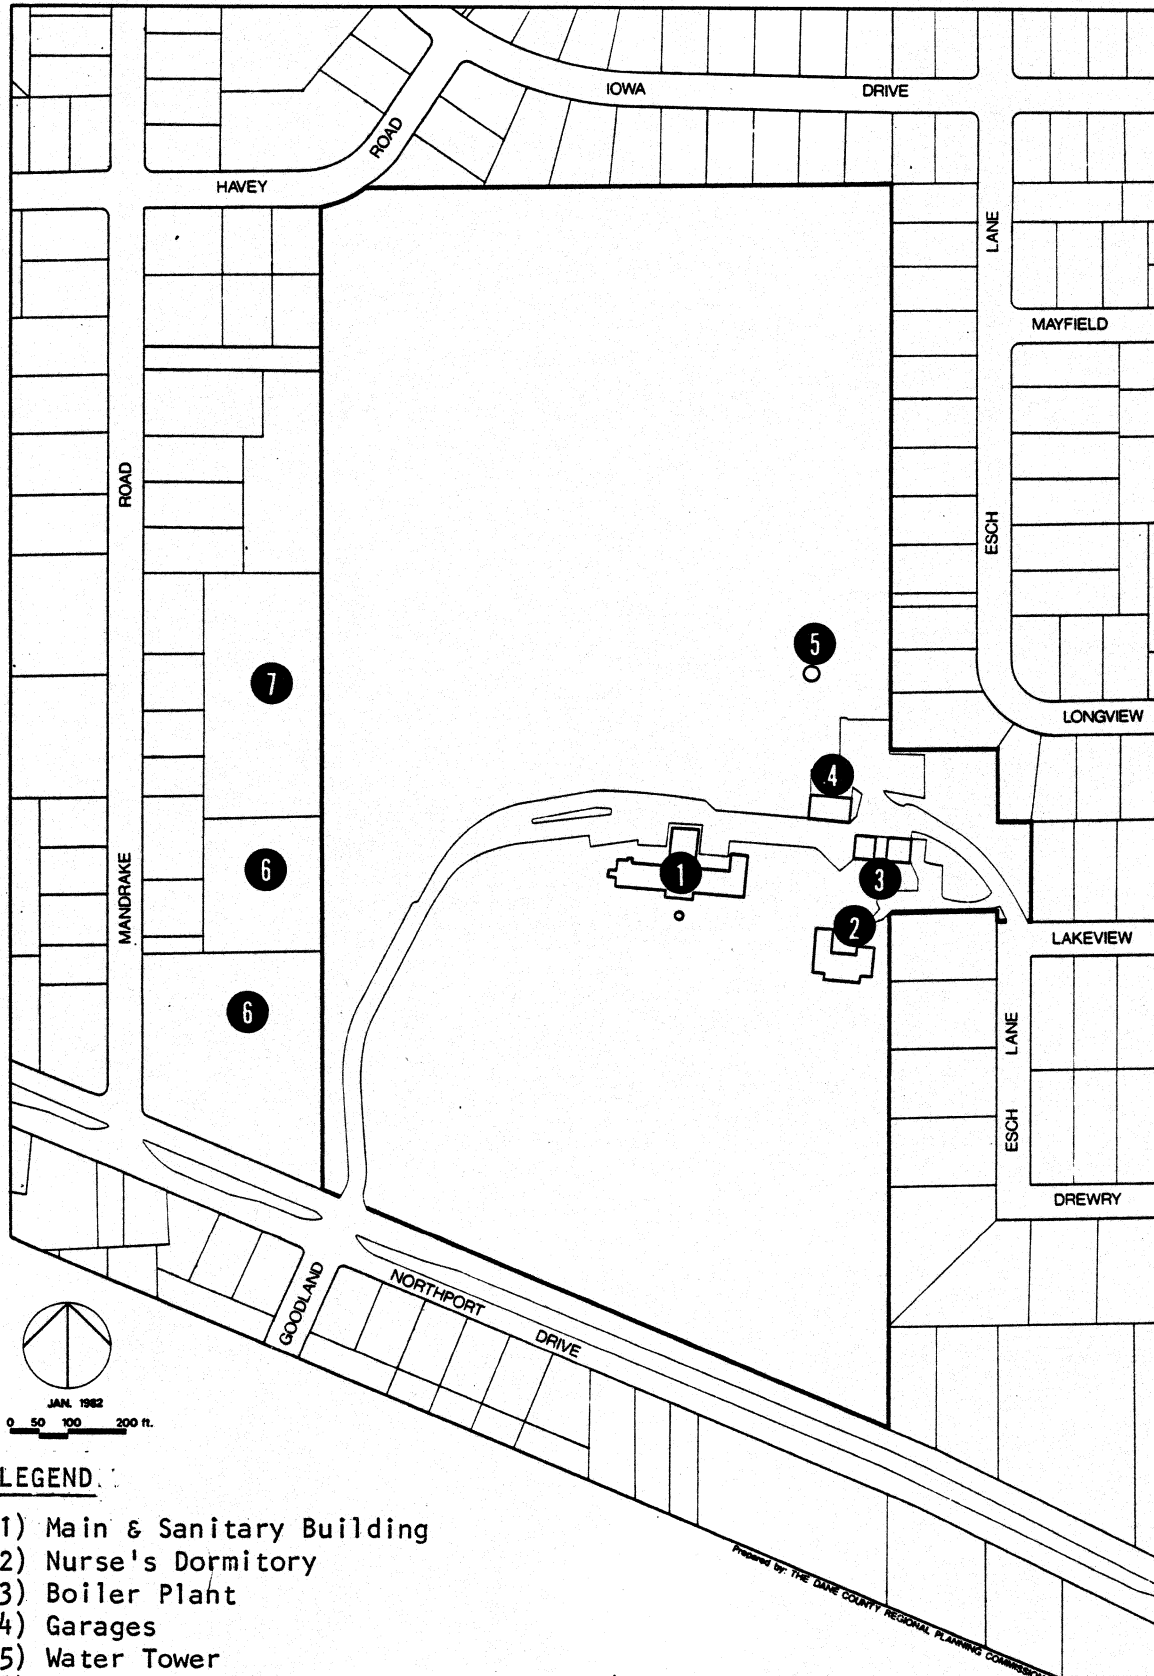 IOWA DRIVE
ROAD
HAVEY
LANE
MAYFIELD
ROAD
ESCH
5
7
LONGVIEW
4
6
1
3
MANDRAKE
2
LAKEVIEW
6
LANE
ESCH
DREWRY
GOODLAND
NORTHPORT DRIVE
JAN. 1982
0 50 100 200 ft.
LEGEND
1) Main & Sanitary Building
2) Nurse's Dormitory
3) Boiler Plant
4) Garages
5) Water Tower
Prepared by: THE DANE COUNTY REGIONAL PLANNING COMMISSION